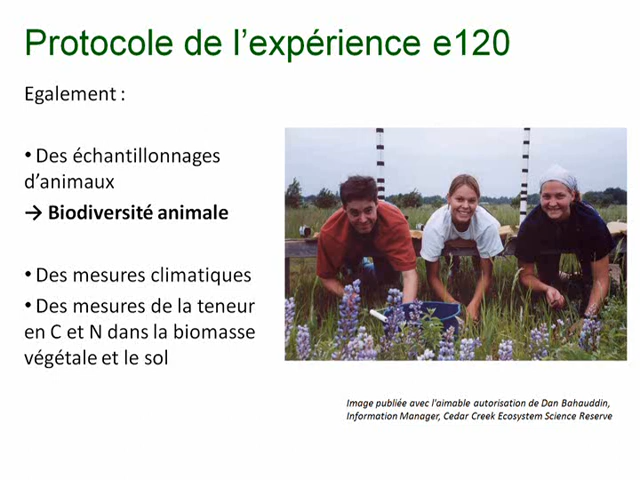 Protocole de l’expérience e120
Egalement :
• Des échantillonnages
d’animaux
→ Biodiversité animale
• Des mesures climatiques
• Des mesures de la teneur
en C et N dans la biomasse
végétale et le sol
Image publiée avec l'aimable autorisation de Dan Bahauddin,
Information Manager, Cedar Creek Ecosystem Science Reserve